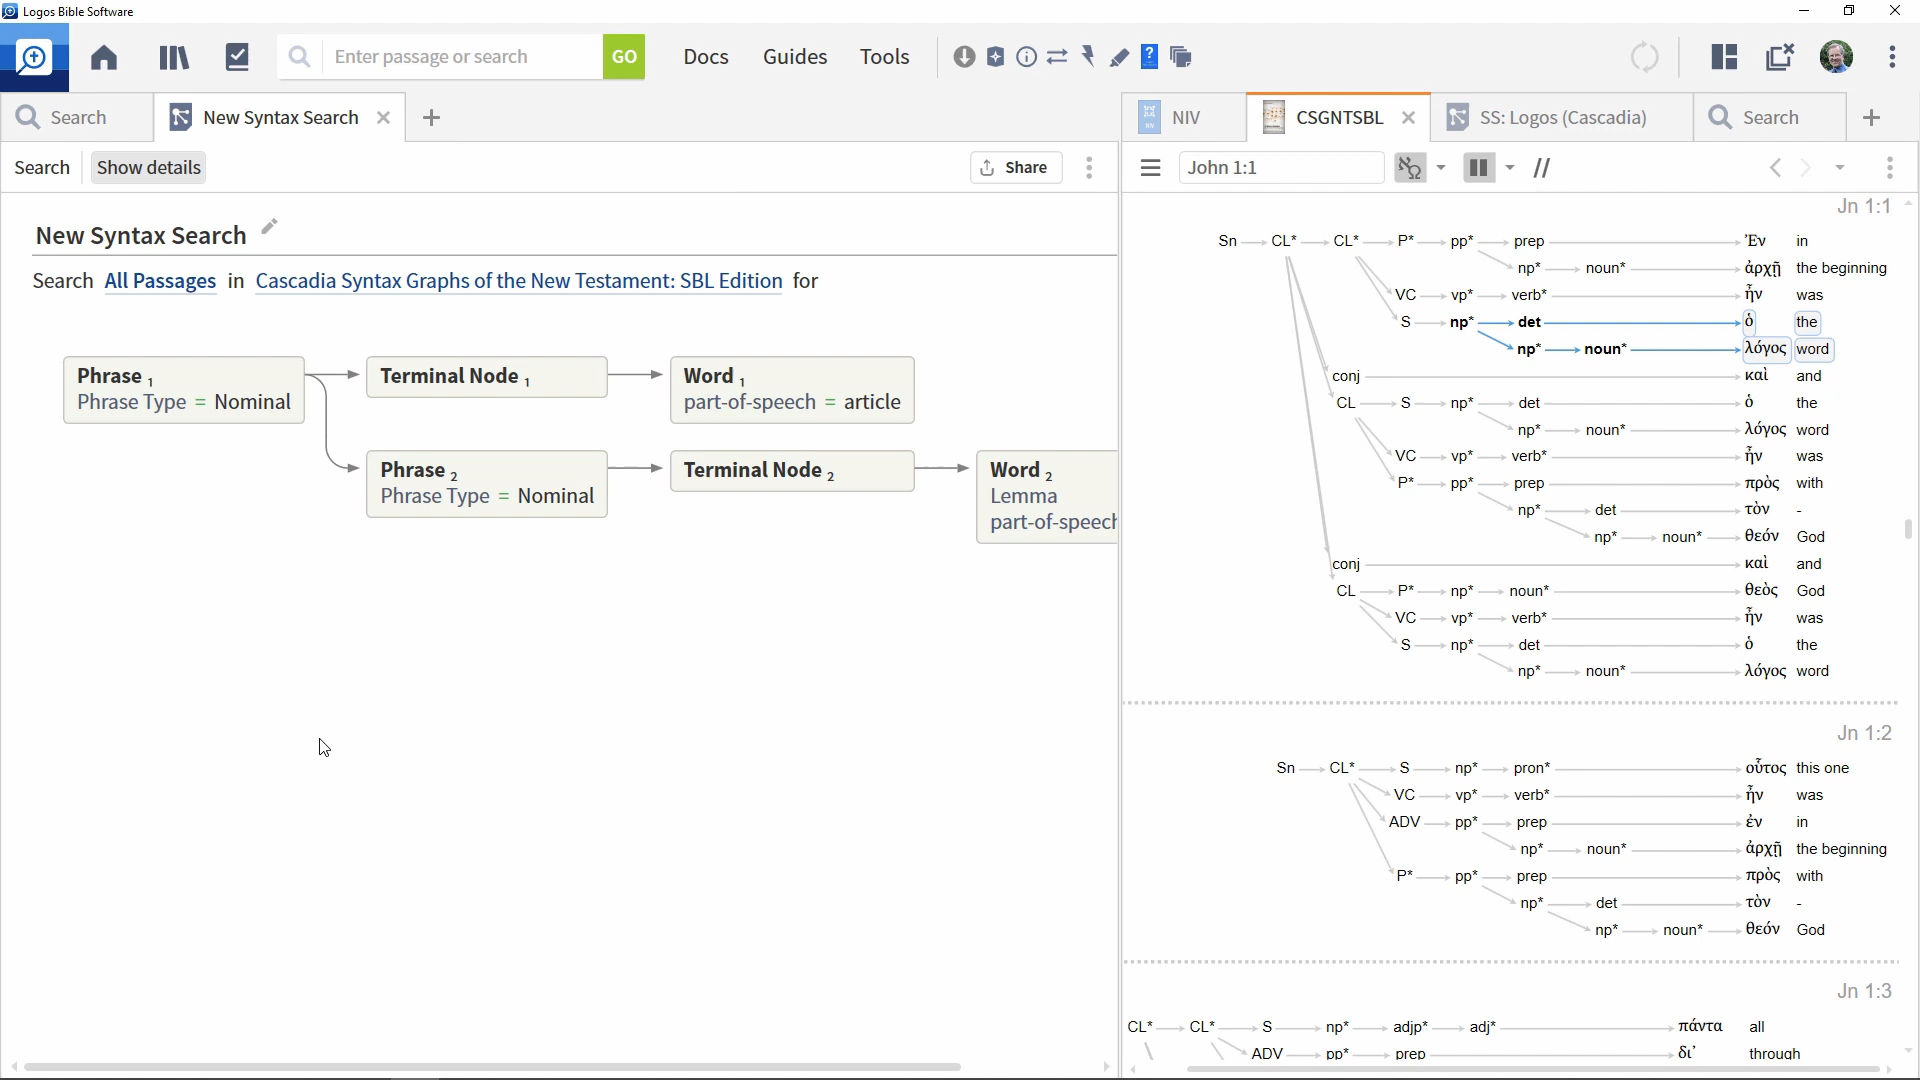 Logos Bible Software
Enter passage or search
GO
Docs
Guides
Tools
Search
New Syntax Search
NIV
CSGNTSBL
SS: Logos (Cascadia)
Search
Search
Show details
Share
John 1:1
New Syntax Search
Search All Passages in Cascadia Syntax Graphs of the New Testament: SBL Edition for
Phrase 1
Phrase Type = Nominal
Terminal Node 1
Word 1
part-of-speech = article
Phrase 2
Phrase Type = Nominal
Terminal Node 2
Word 2
Lemma
part-of-speech
Jn 1:1
Sn CL* CL* P* pp* prep Ἐν in
np* noun* ἀρχῇ the beginning
VC vp* verb* ἦν was
S np* det ὁ the
np* noun* λόγος word
conj καὶ and
CL S np* det ὁ the
np* noun* λόγος word
VC vp* verb* ἦν was
P* pp* prep πρὸς with
np* det τὸν -
np* noun* θεόν God
conj καὶ and
CL P* np* noun* θεὸς God
VC vp* verb* ἦν was
S np* det ὁ the
np* noun* λόγος word
Jn 1:2
Sn CL* S np* pron* οὗτος this one
VC vp* verb* ἦν was
ADV pp* prep ἐν in
np* noun* ἀρχῇ the beginning
P* pp* prep πρὸς with
np* det τὸν -
np* noun* θεόν God
Jn 1:3
CL* CL* S np* adjp* adj* πάντα all
ADV pp* prep δι’ through